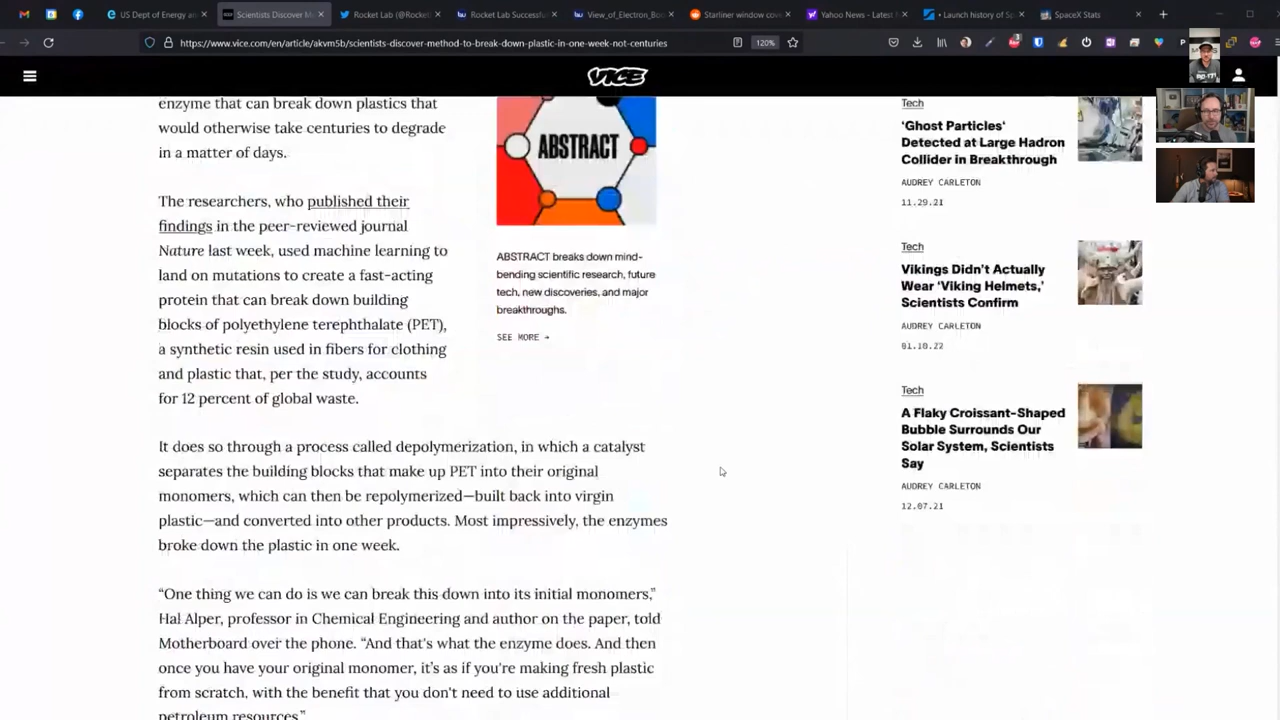 US Dept of Energy an
Scientists Discover M
Rocket Lab (@Rocket
Rocket Lab Successfu
View_of_Electron_Boo
Starliner window cov
Yahoo News - Latest N
• Launch history of Sp
SpaceX Stats
https://www.vice.com/en/article/akvm5b/scientists-discover-method-to-break-down-plastic-in-one-week-not-centuries
120%
VICE
enzyme that can break down plastics that
would otherwise take centuries to degrade
in a matter of days.
The researchers, who published their
findings in the peer-reviewed journal
Nature last week, used machine learning to
land on mutations to create a fast-acting
protein that can break down building
blocks of polyethylene terephthalate (PET),
a synthetic resin used in fibers for clothing
and plastic that, per the study, accounts
for 12 percent of global waste.
ABSTRACT
ABSTRACT breaks down mind-
bending scientific research, future
tech, new discoveries, and major
breakthroughs.
SEE MORE →
It does so through a process called depolymerization, in which a catalyst
separates the building blocks that make up PET into their original
monomers, which can then be repolymerized—built back into virgin
plastic—and converted into other products. Most impressively, the enzymes
broke down the plastic in one week.
“One thing we can do is we can break this down into its initial monomers,”
Hal Alper, professor in Chemical Engineering and author on the paper, told
Motherboard over the phone. “And that's what the enzyme does. And then
once you have your original monomer, it's as if you're making fresh plastic
from scratch, with the benefit that you don't need to use additional
petroleum resources.”
Tech
‘Ghost Particles‘
Detected at Large Hadron
Collider in Breakthrough
AUDREY CARLETON
11.29.21
Tech
Vikings Didn’t Actually
Wear ‘Viking Helmets,’
Scientists Confirm
AUDREY CARLETON
01.10.22
Tech
A Flaky Croissant-Shaped
Bubble Surrounds Our
Solar System, Scientists
Say
AUDREY CARLETON
12.07.21